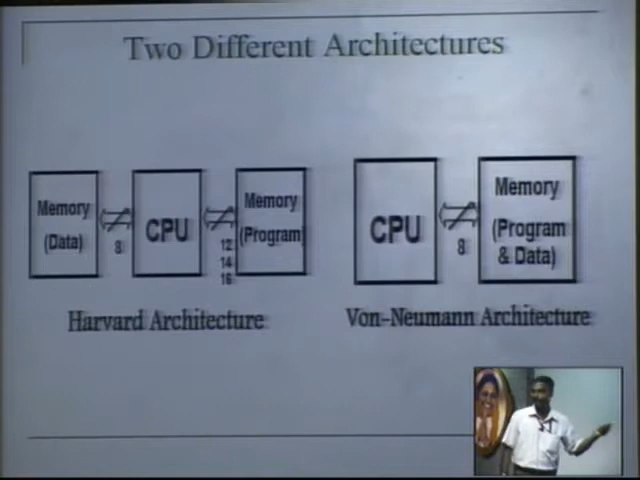 Two Different Architectures
Memory
(Data)
8
CPU
12
14
16
Memory
(Program)
Harvard Architecture
CPU
8
Memory
(Program
& Data)
Von-Neumann Architecture